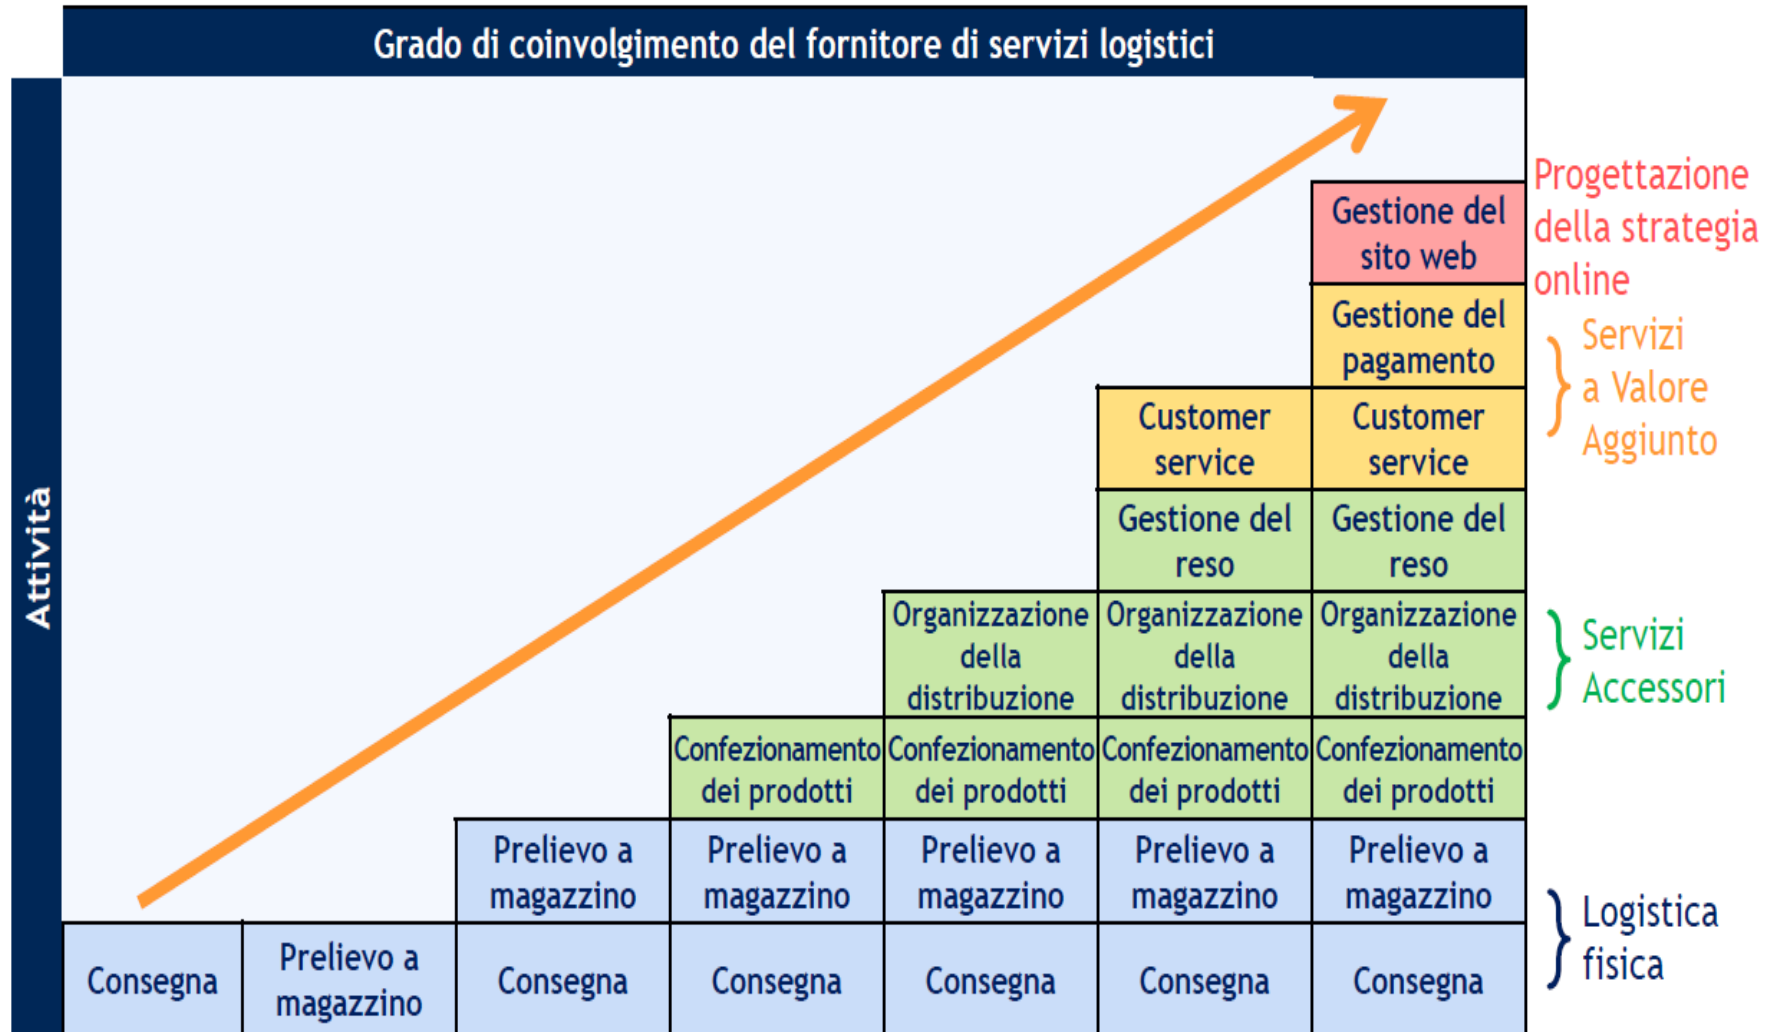 Grado di coinvolgimento del fornitore di servizi logistici
Attività
Gestione del
sito web
Progettazione
della strategia
online
Gestione del
pagamento
Servizi
a Valore
Aggiunto
Customer
service
Customer
service
Gestione del
reso
Gestione del
reso
Organizzazione
della
distribuzione
Organizzazione
della
distribuzione
Organizzazione
della
distribuzione
Servizi
Accessori
Confezionamento
dei prodotti
Confezionamento
dei prodotti
Confezionamento
dei prodotti
Confezionamento
dei prodotti
Prelievo a
magazzino
Prelievo a
magazzino
Prelievo a
magazzino
Prelievo a
magazzino
Prelievo a
magazzino
Logistica
fisica
Consegna
Prelievo a
magazzino
Consegna
Consegna
Consegna
Consegna
Consegna